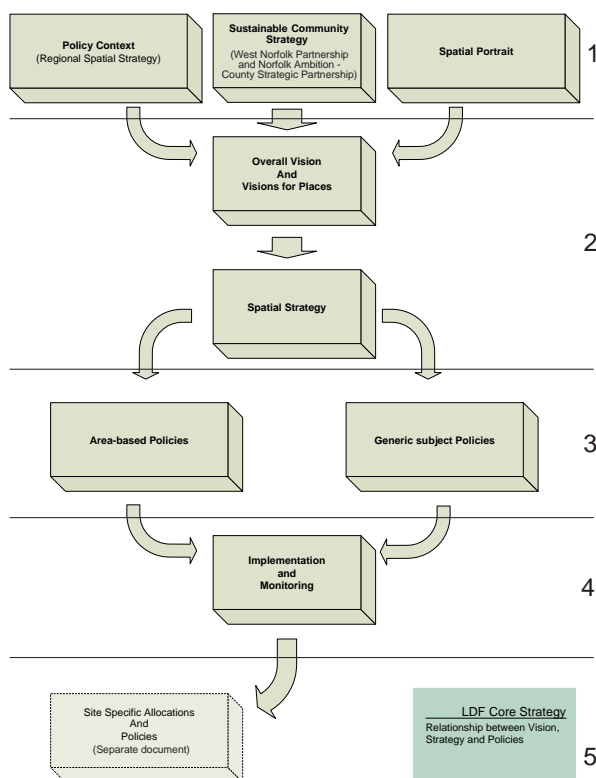 Policy Context
(Regional Spatial Strategy)
Sustainable Community
Strategy
(West Norfolk Partnership
and Norfolk Ambition -
County Strategic Partnership)
Spatial Portrait
1
Overall Vision
And
Visions for Places
2
Spatial Strategy
Area-based Policies
Generic subject Policies
3
Implementation
and
Monitoring
4
Site Specific Allocations
And
Policies
(Separate document)
LDF Core Strategy
Relationship between Vision,
Strategy and Policies
5